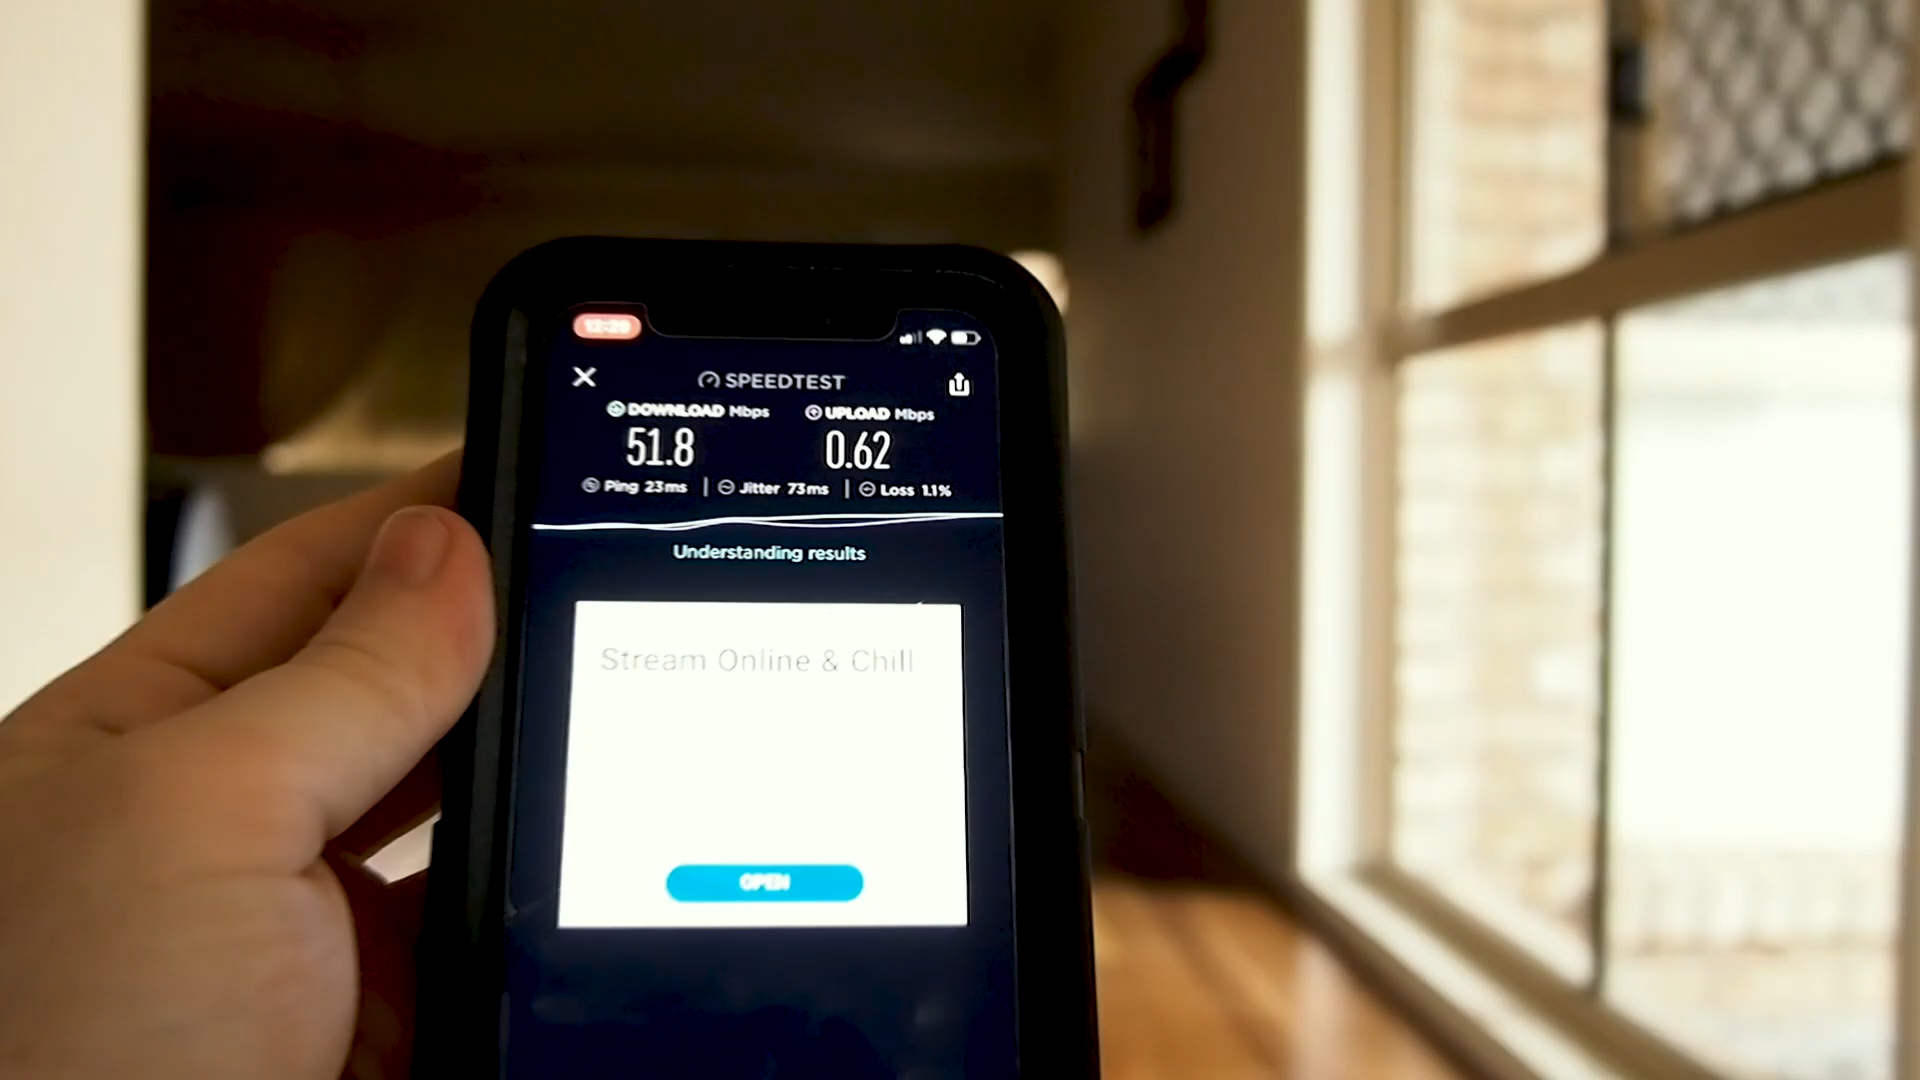 SPEEDTEST
DOWNLOAD Mbps UPLOAD Mbps
51.8 0.62
Ping 23ms Jitter 73ms Loss 1.1%
Understanding results
Stream Online & Chill
OPEN